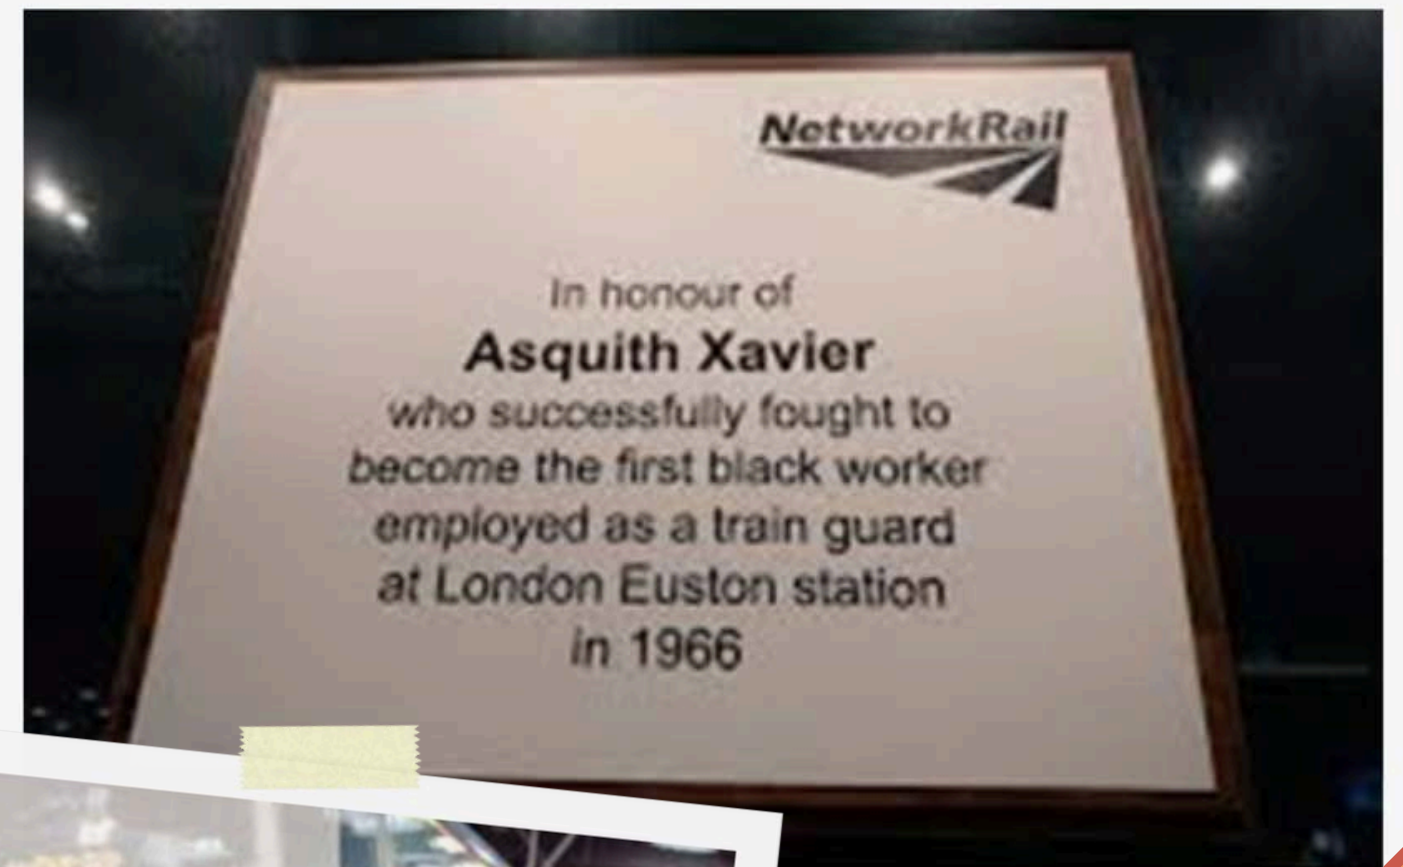 NetworkRail
In honour of
Asquith Xavier
who successfully fought to
become the first black worker
employed as a train guard
at London Euston station
in 1966